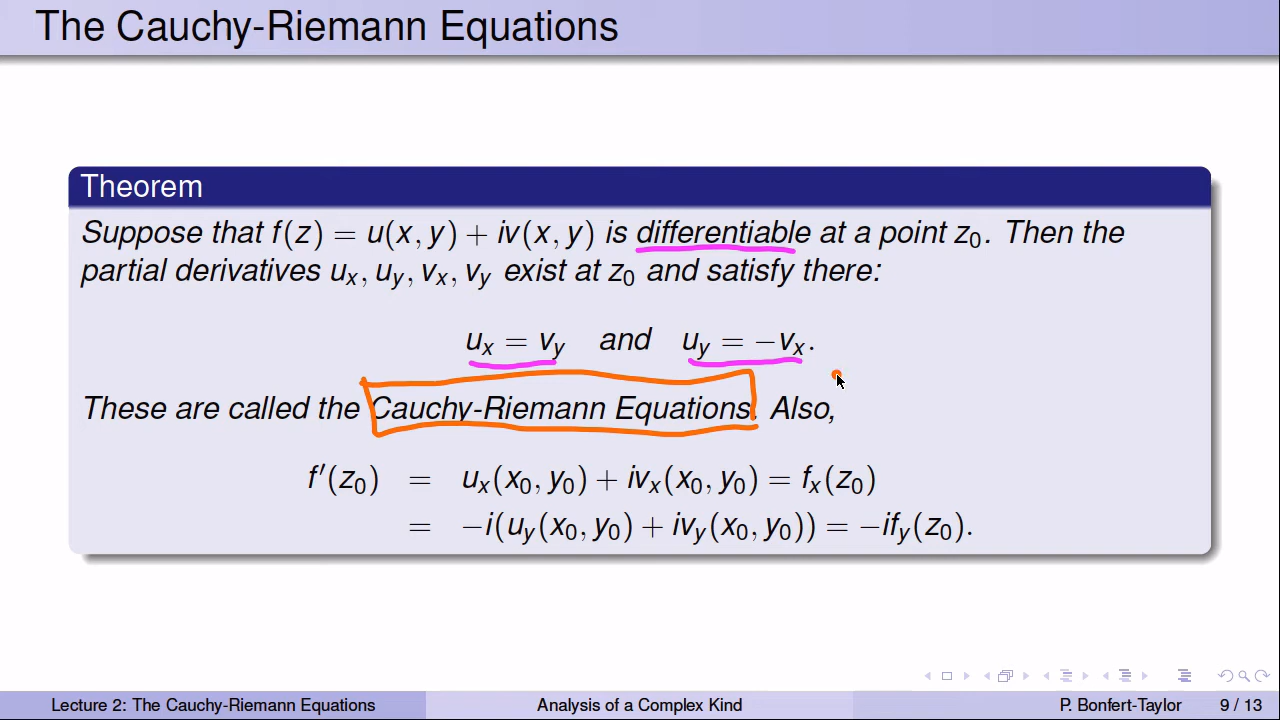 The Cauchy-Riemann Equations
Theorem
Suppose that f(z) = u(x, y) + iv(x, y) is differentiable at a point z₀. Then the
partial derivatives uₓ, u_y, vₓ, v_y exist at z₀ and satisfy there:
uₓ = v_y and u_y = −vₓ.
These are called the Cauchy-Riemann Equations. Also,
f′(z₀) = uₓ(x₀, y₀) + ivₓ(x₀, y₀) = fₓ(z₀)
= −i(u_y(x₀, y₀) + iv_y(x₀, y₀)) = −if_y(z₀).
Lecture 2: The Cauchy-Riemann Equations Analysis of a Complex Kind P. Bonfert-Taylor 9 / 13